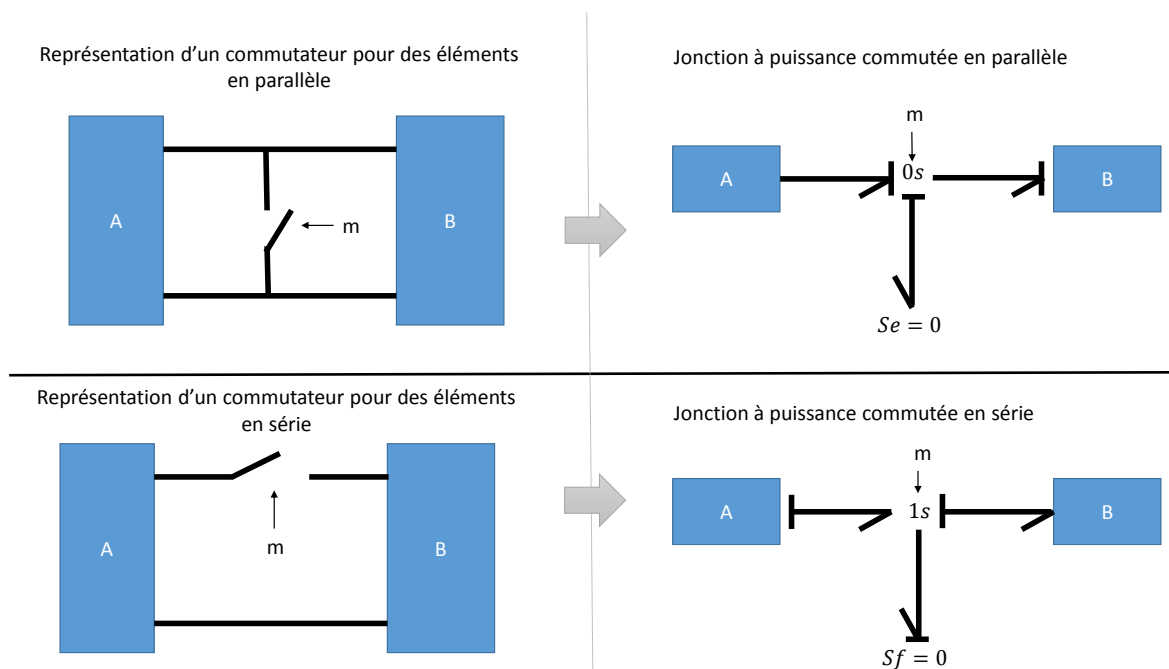 Représentation d'un commutateur pour des éléments
en parallèle
A
B
m
Jonction à puissance commutée en parallèle
m
A
0s
B
Se = 0
Représentation d'un commutateur pour des éléments
en série
A
B
m
Jonction à puissance commutée en série
m
A
1s
B
Sf = 0